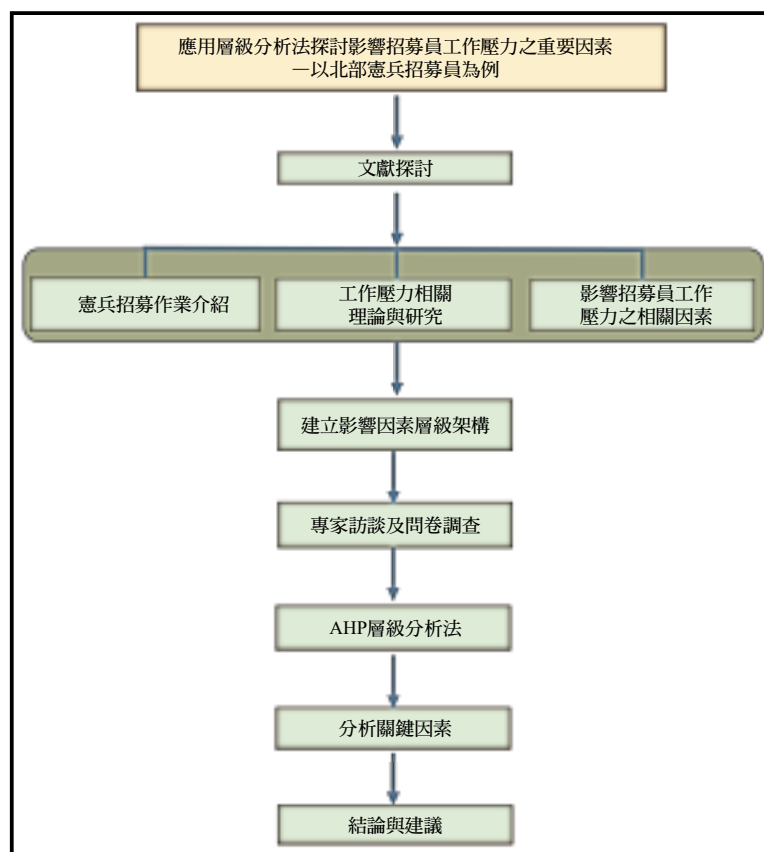 應用層級分析法探討影響招募員工作壓力之重要因素
－以北部憲兵招募員為例
文獻探討
憲兵招募作業介紹
工作壓力相關
理論與研究
影響招募員工作
壓力之相關因素
建立影響因素層級架構
專家訪談及問卷調查
AHP層級分析法
分析關鍵因素
結論與建議